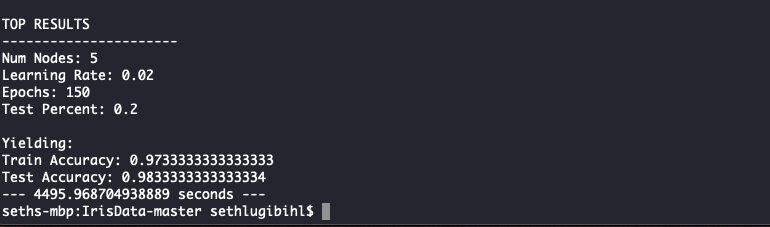 TOP RESULTS
----------------------
Num Nodes: 5
Learning Rate: 0.02
Epochs: 150
Test Percent: 0.2
Yielding:
Train Accuracy: 0.9733333333333333
Test Accuracy: 0.9833333333333334
--- 4495.968704938889 seconds ---
seths-mbp:IrisData-master sethlugibihl$